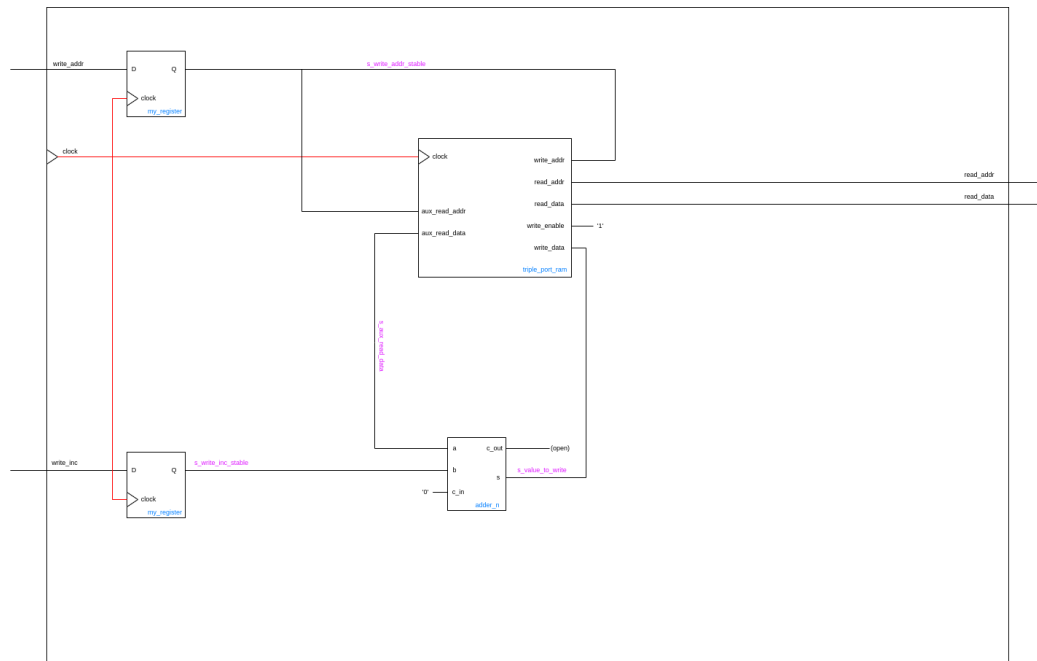 write_addr
D
Q
clock
my_register
s_write_addr_stable
clock
clock
write_addr
read_addr
read_data
write_enable
'1'
write_data
aux_read_addr
aux_read_data
triple_port_ram
read_addr
read_data
s_aux_read_data
write_inc
D
Q
clock
my_register
s_write_inc_stable
a
c_out
(open)
b
s
s_value_to_write
'0'
c_in
adder_n